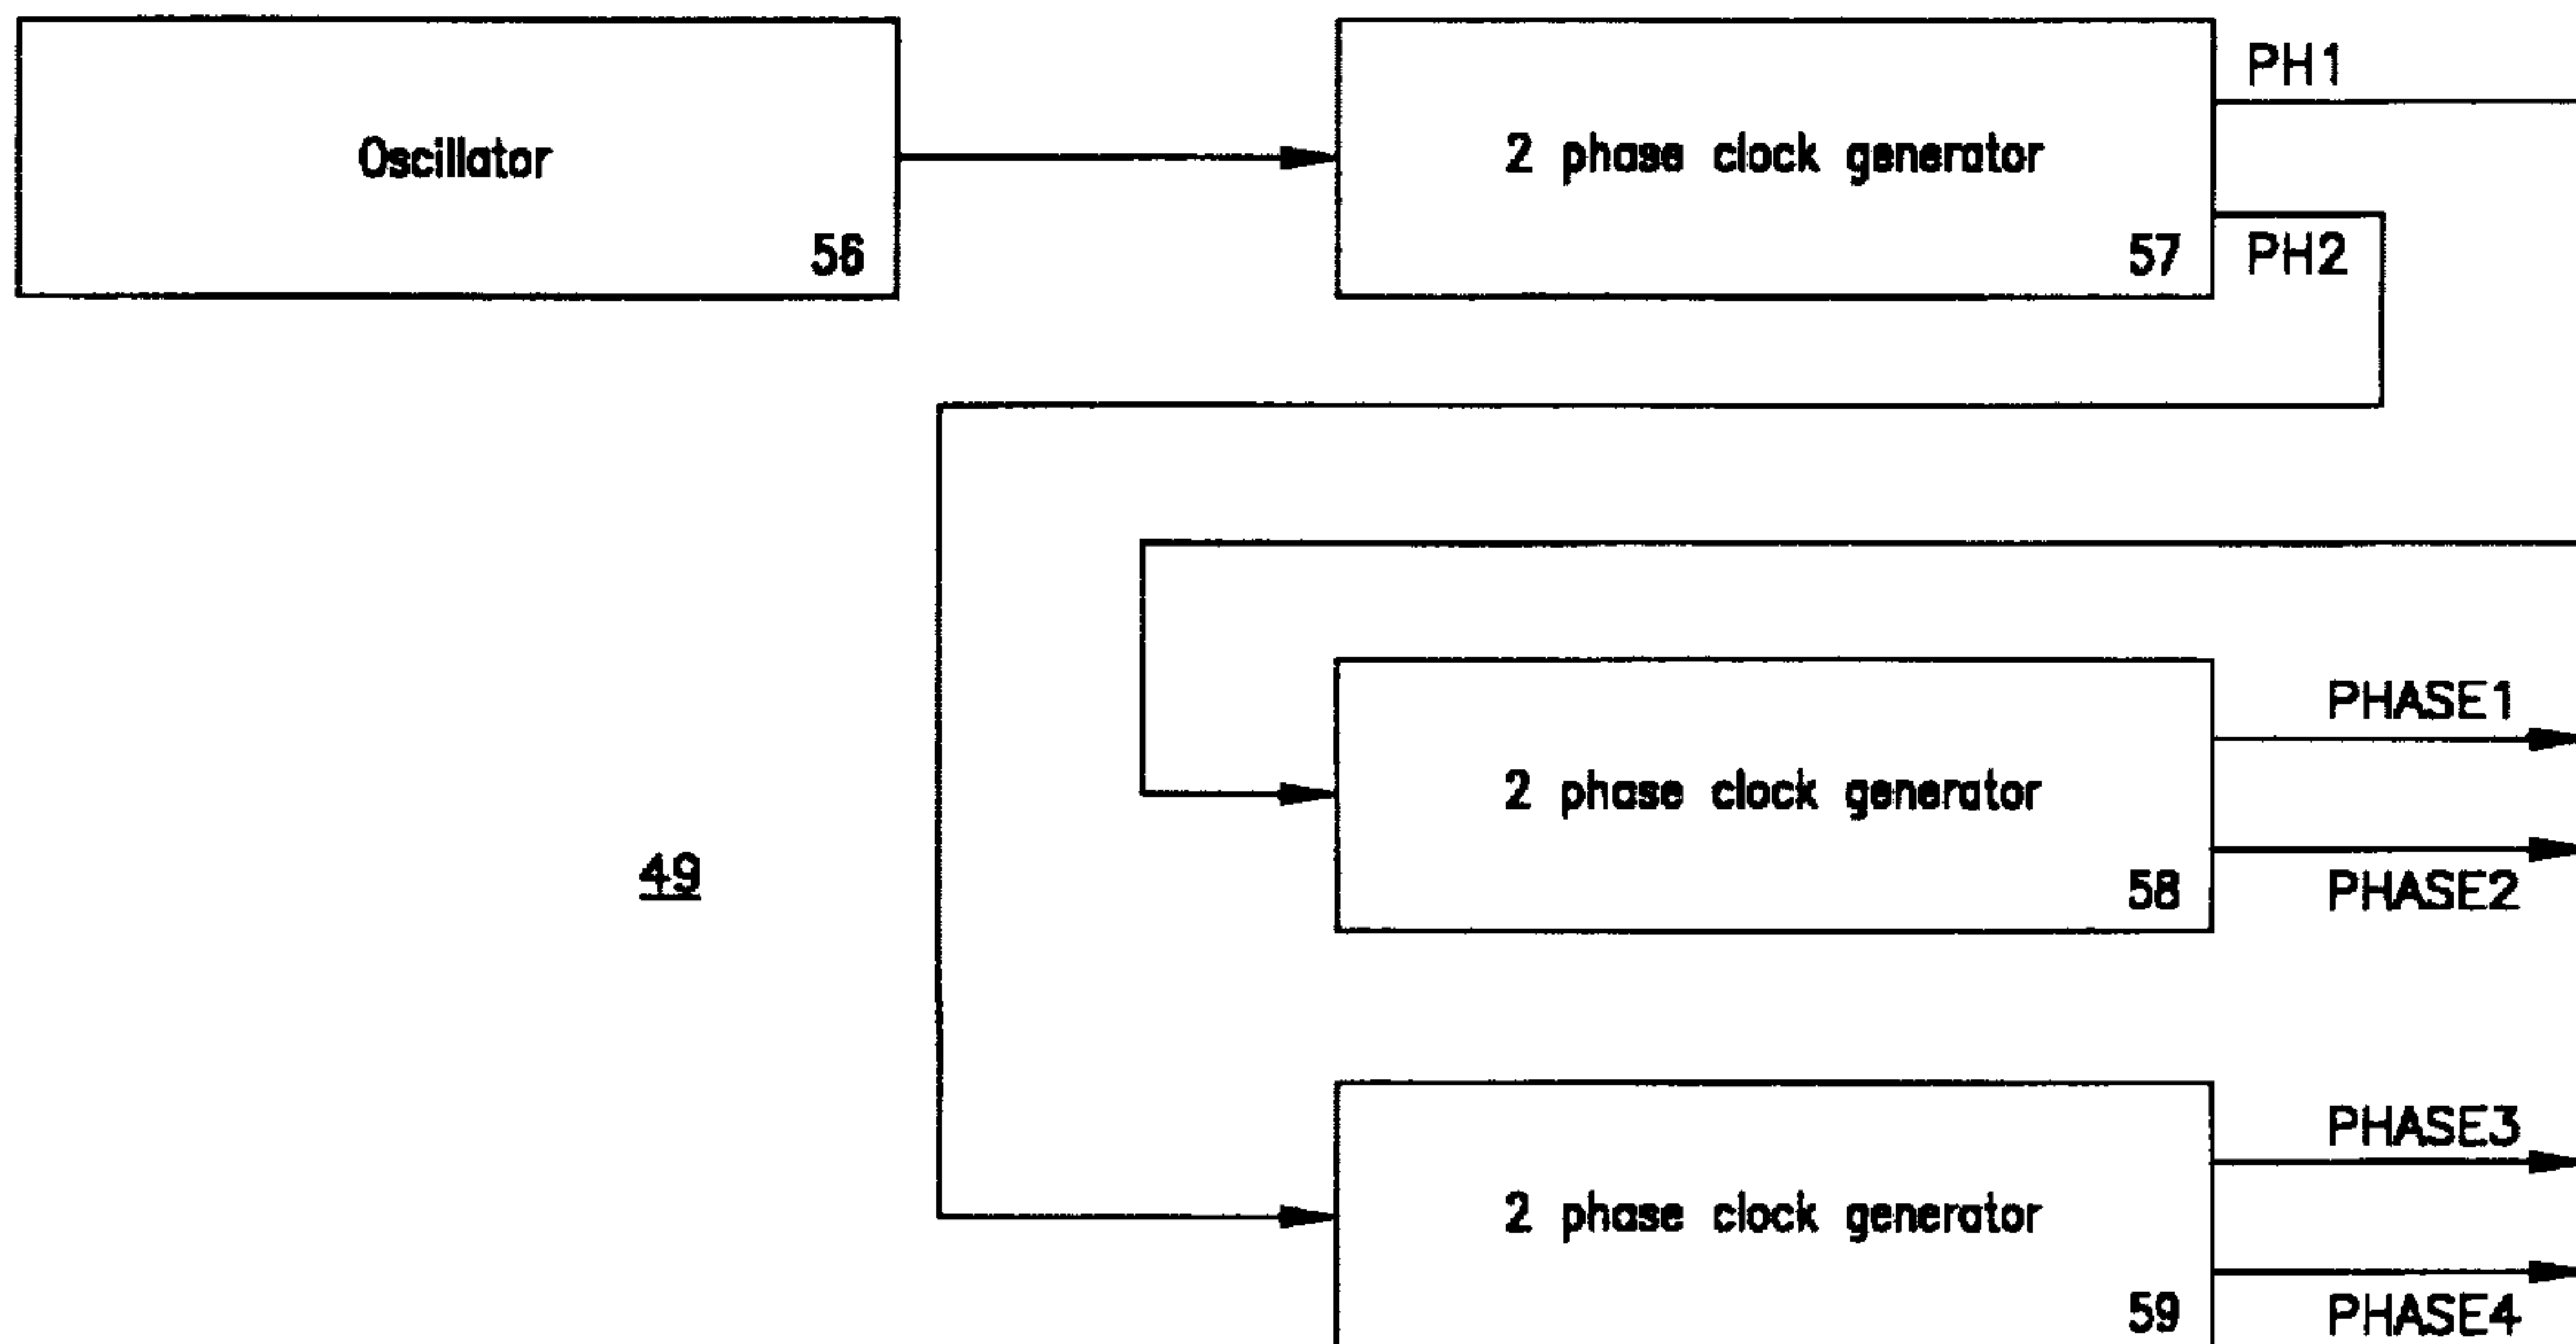 Oscillator
56
2 phase clock generator
57
PH1
PH2
2 phase clock generator
58
PHASE1
PHASE2
49
2 phase clock generator
59
PHASE3
PHASE4